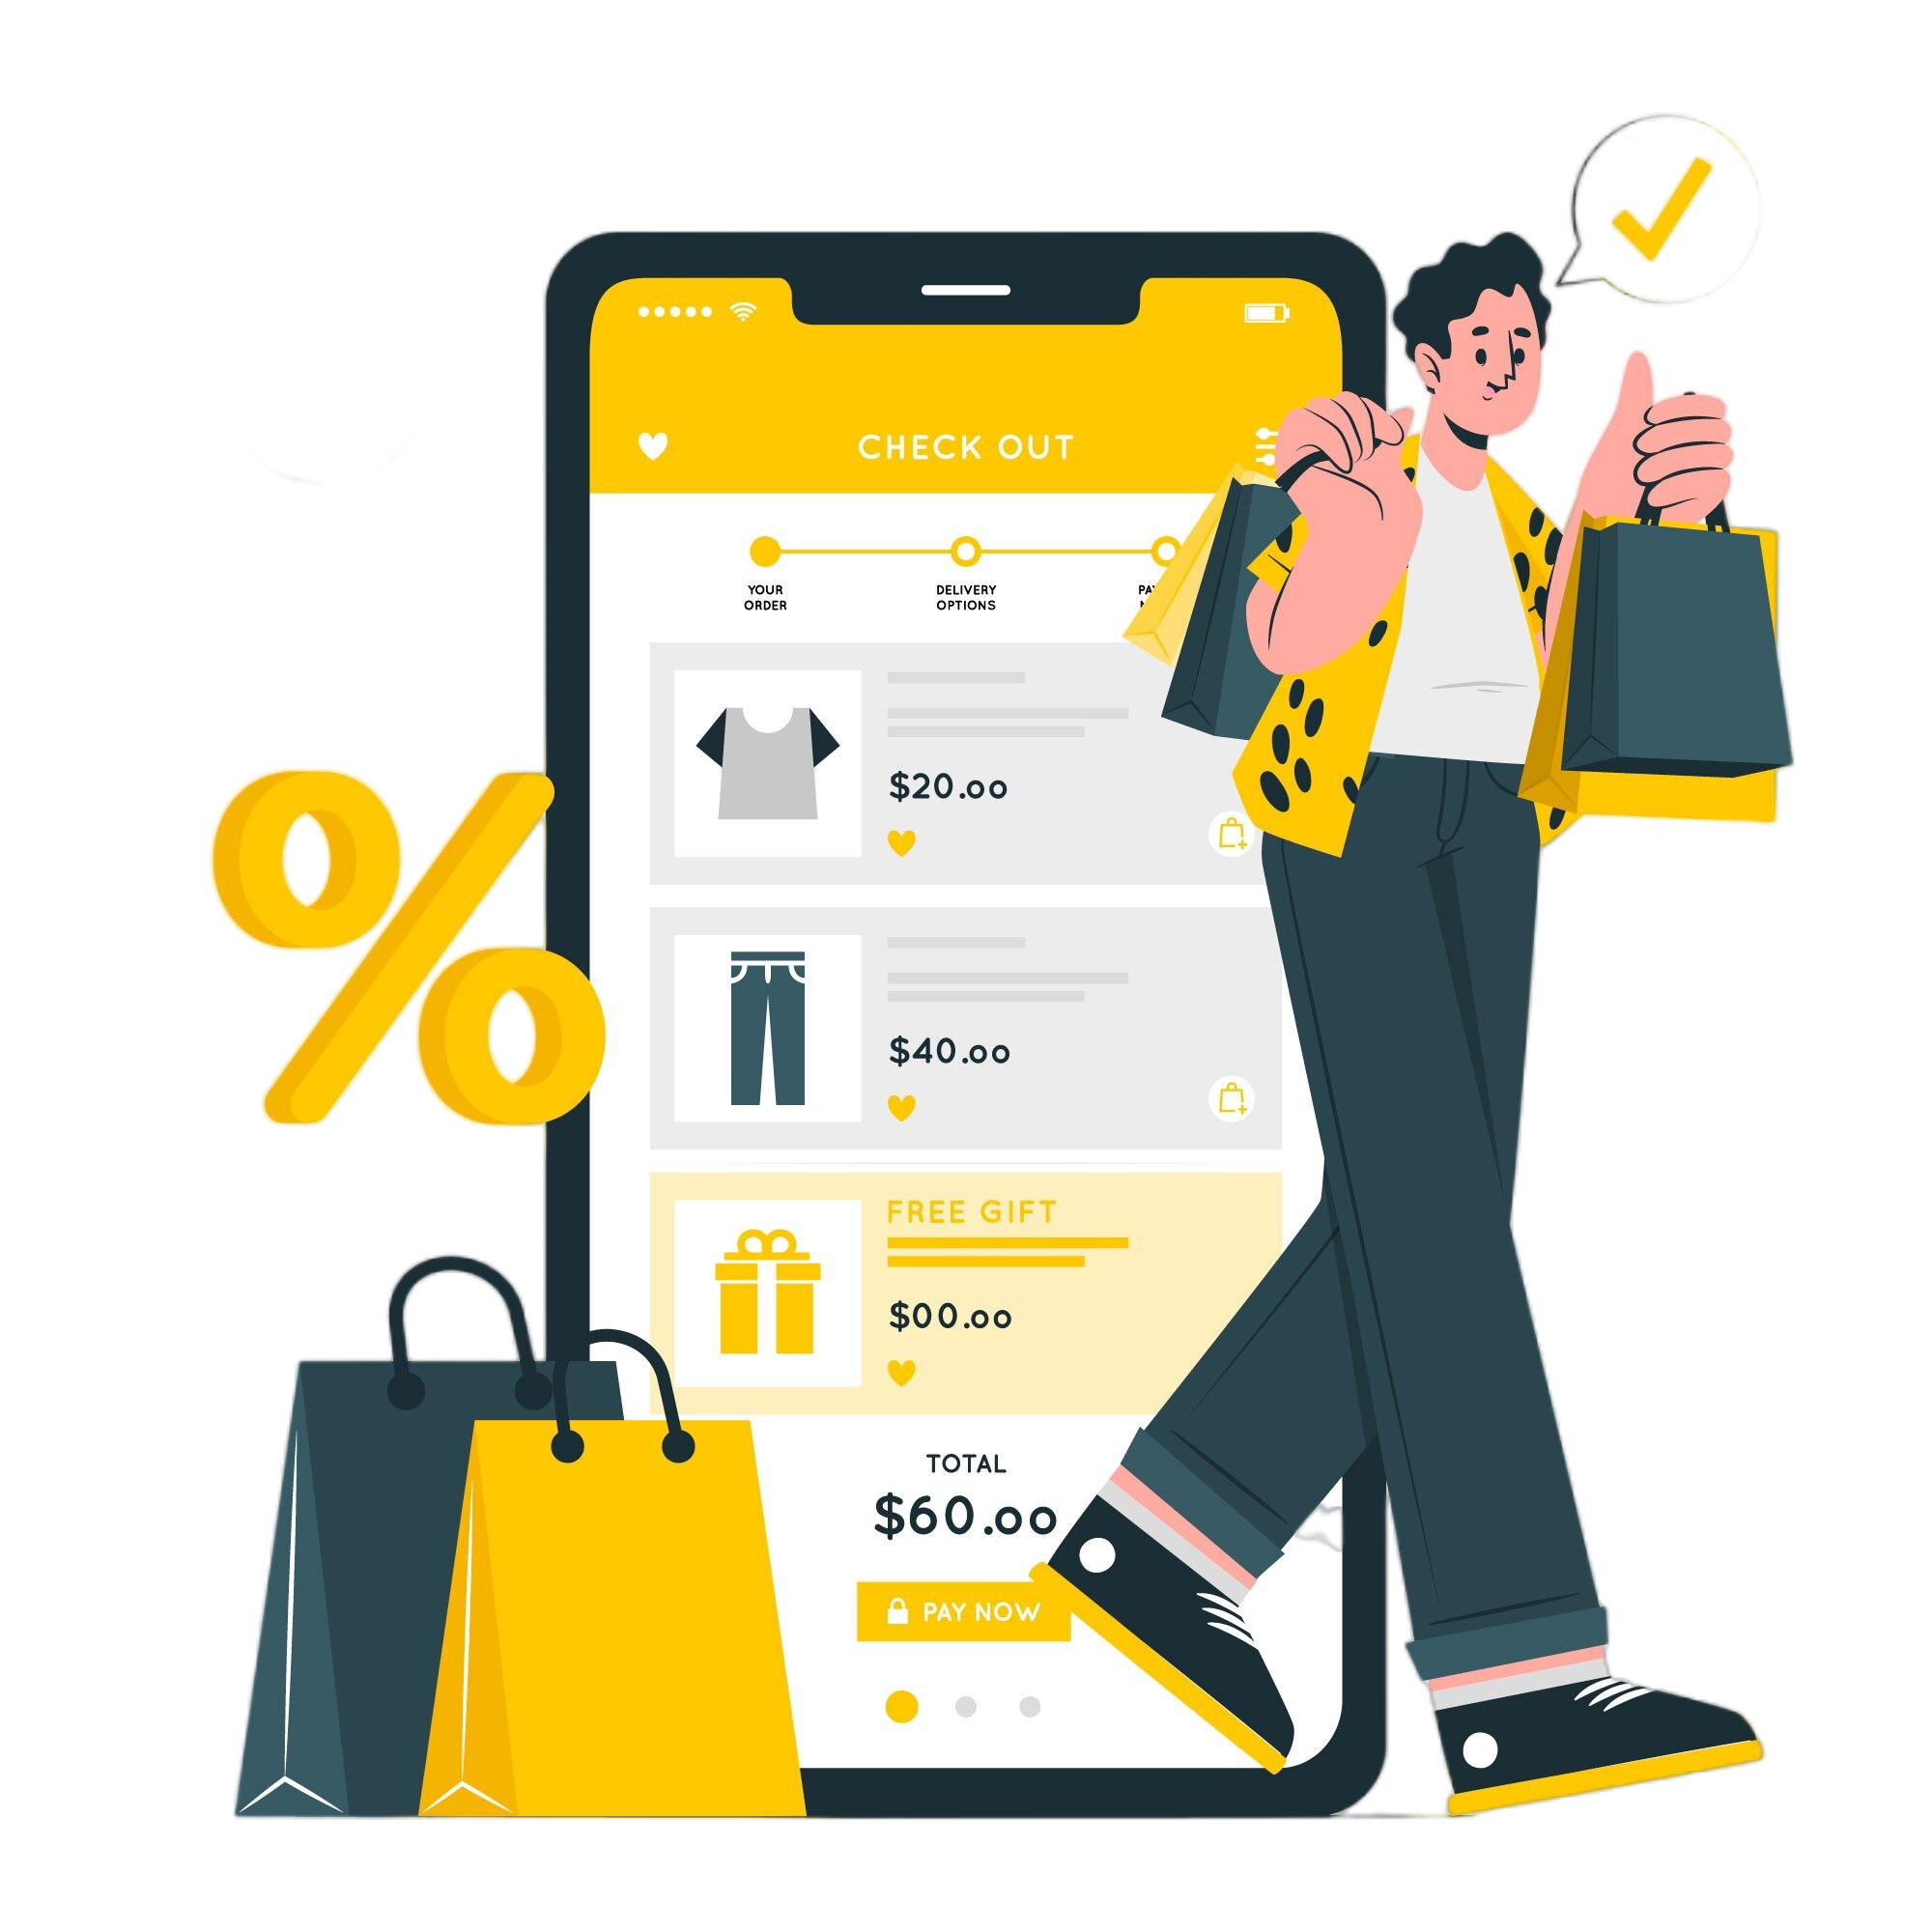 CHECK OUT
YOUR
ORDER
DELIVERY
OPTIONS
$20.00
$40.00
FREE GIFT
$00.00
TOTAL
$60.00
PAY NOW
%